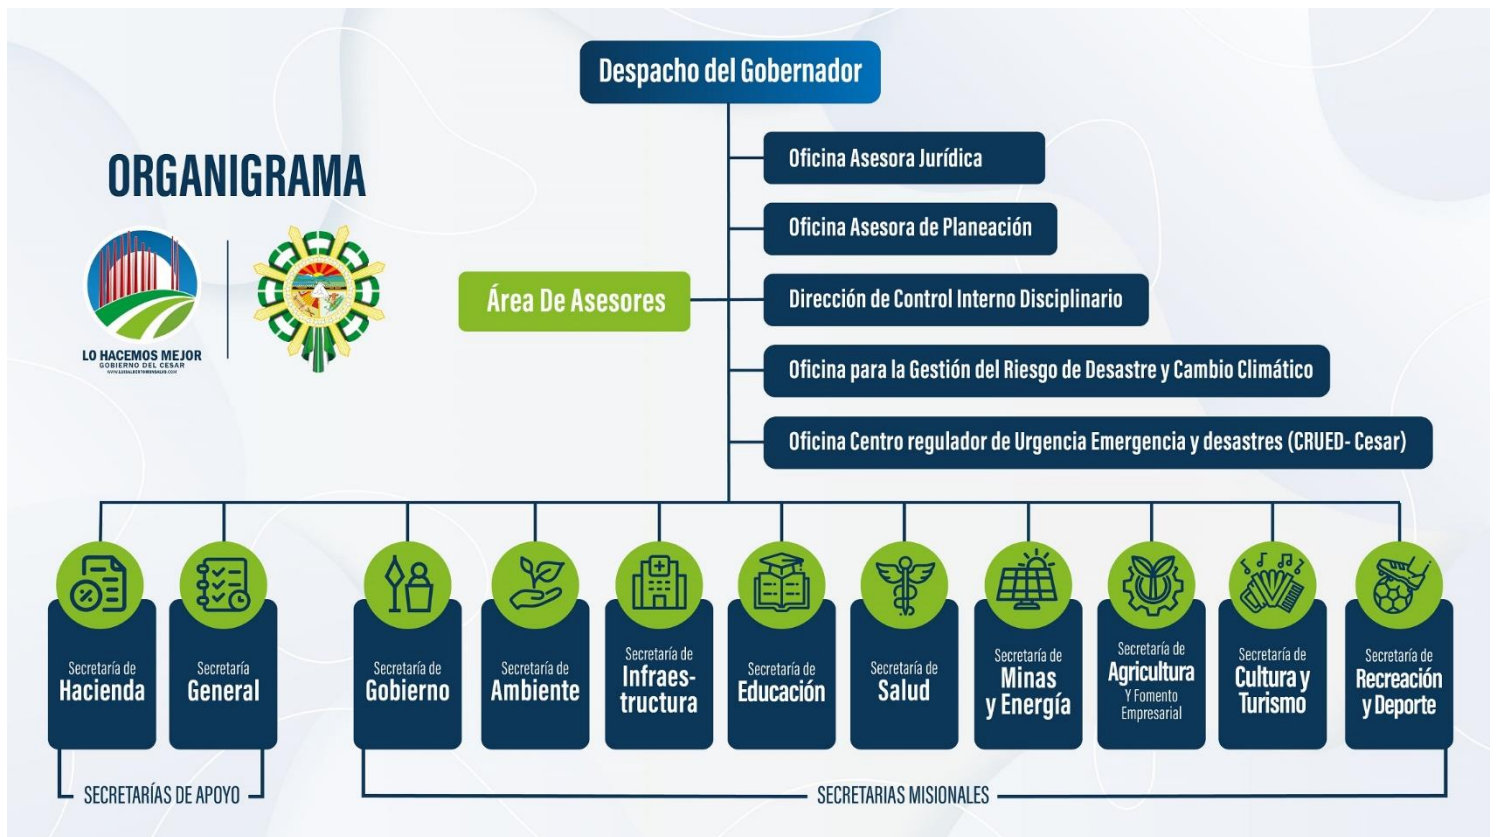 Despacho del Gobernador
ORGANIGRAMA
LO HACEMOS MEJOR
GOBIERNO DEL CESAR
Oficina Asesora Jurídica
Oficina Asesora de Planeación
Área De Asesores
Dirección de Control Interno Disciplinario
Oficina para la Gestión del Riesgo de Desastre y Cambio Climático
Oficina Centro regulador de Urgencia Emergencia y desastres (CRUED- Cesar)
Secretaría de
Hacienda
Secretaría
General
Secretaría de
Gobierno
Secretaría de
Ambiente
Secretaría de
Infraes-
tructura
Secretaría de
Educación
Secretaría de
Salud
Secretaría de
Minas
y Energía
Secretaría de
Agricultura
Y Fomento
Empresarial
Secretaría de
Cultura y
Turismo
Secretaría de
Recreación
y Deporte
SECRETARÍAS DE APOYO
SECRETARIAS MISIONALES